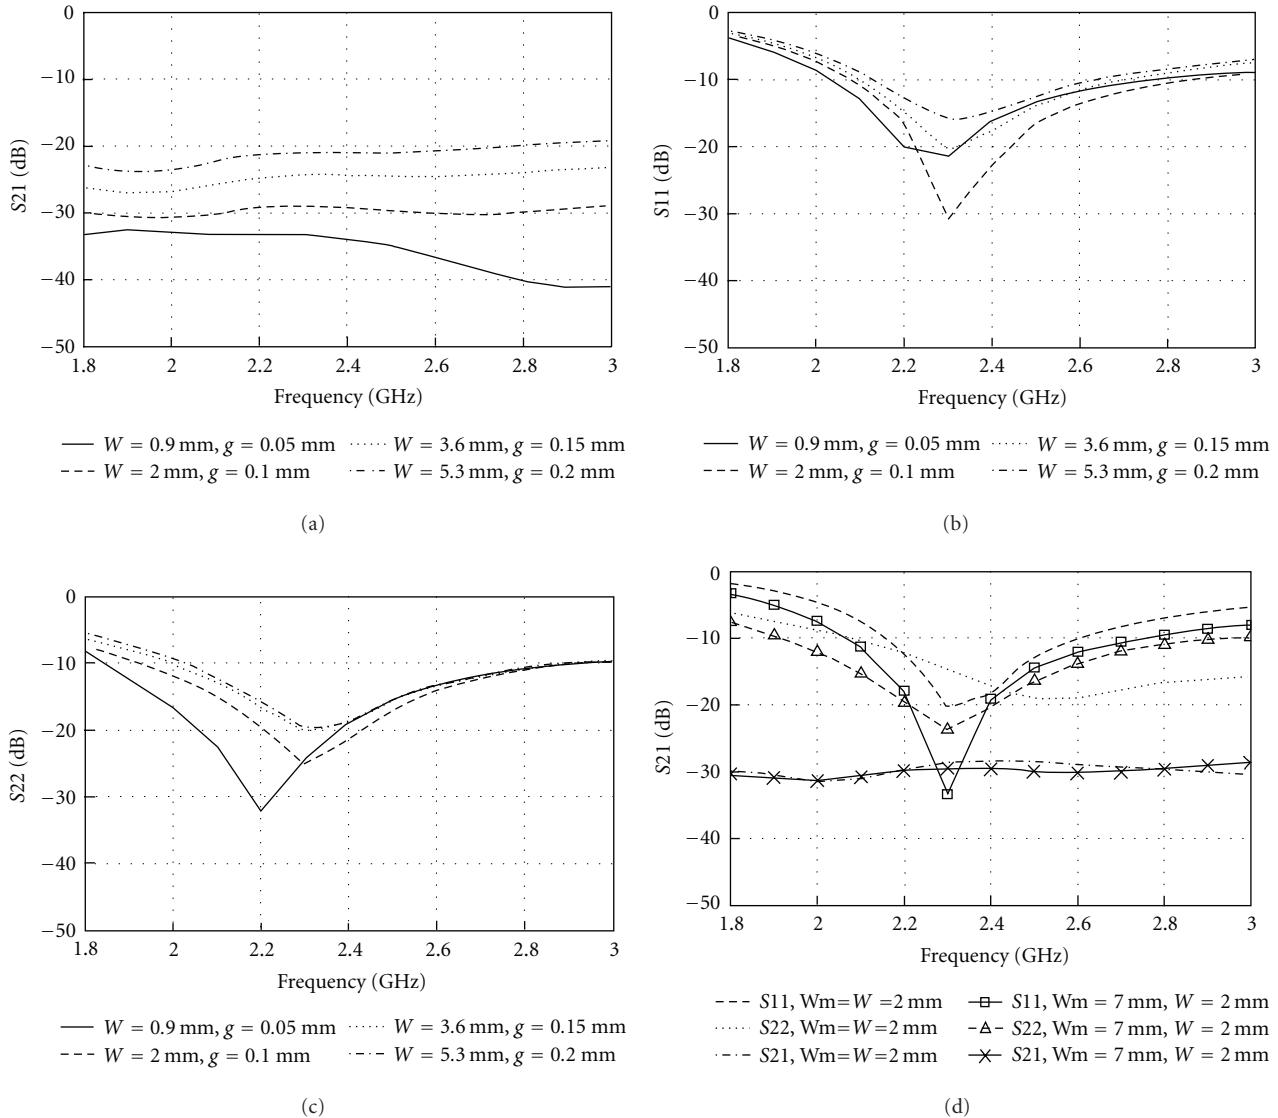 0
−10
−20
−30
−40
−50
S21 (dB)
1.8 2 2.2 2.4 2.6 2.8 3
Frequency (GHz)
W = 0.9 mm, g = 0.05 mm
W = 3.6 mm, g = 0.15 mm
W = 2 mm, g = 0.1 mm
W = 5.3 mm, g = 0.2 mm
(a)
0
−10
−20
−30
−40
−50
S11 (dB)
1.8 2 2.2 2.4 2.6 2.8 3
Frequency (GHz)
W = 0.9 mm, g = 0.05 mm
W = 3.6 mm, g = 0.15 mm
W = 2 mm, g = 0.1 mm
W = 5.3 mm, g = 0.2 mm
(b)
0
−10
−20
−30
−40
−50
S22 (dB)
1.8 2 2.2 2.4 2.6 2.8 3
Frequency (GHz)
W = 0.9 mm, g = 0.05 mm
W = 3.6 mm, g = 0.15 mm
W = 2 mm, g = 0.1 mm
W = 5.3 mm, g = 0.2 mm
(c)
0
−10
−20
−30
−40
−50
S21 (dB)
1.8 2 2.2 2.4 2.6 2.8 3
Frequency (GHz)
S11, Wm=W =2 mm
S11, Wm = 7 mm, W = 2 mm
S22, Wm=W=2 mm
S22, Wm = 7 mm, W = 2 mm
S21, Wm=W=2 mm
S21, Wm = 7 mm, W = 2 mm
(d)